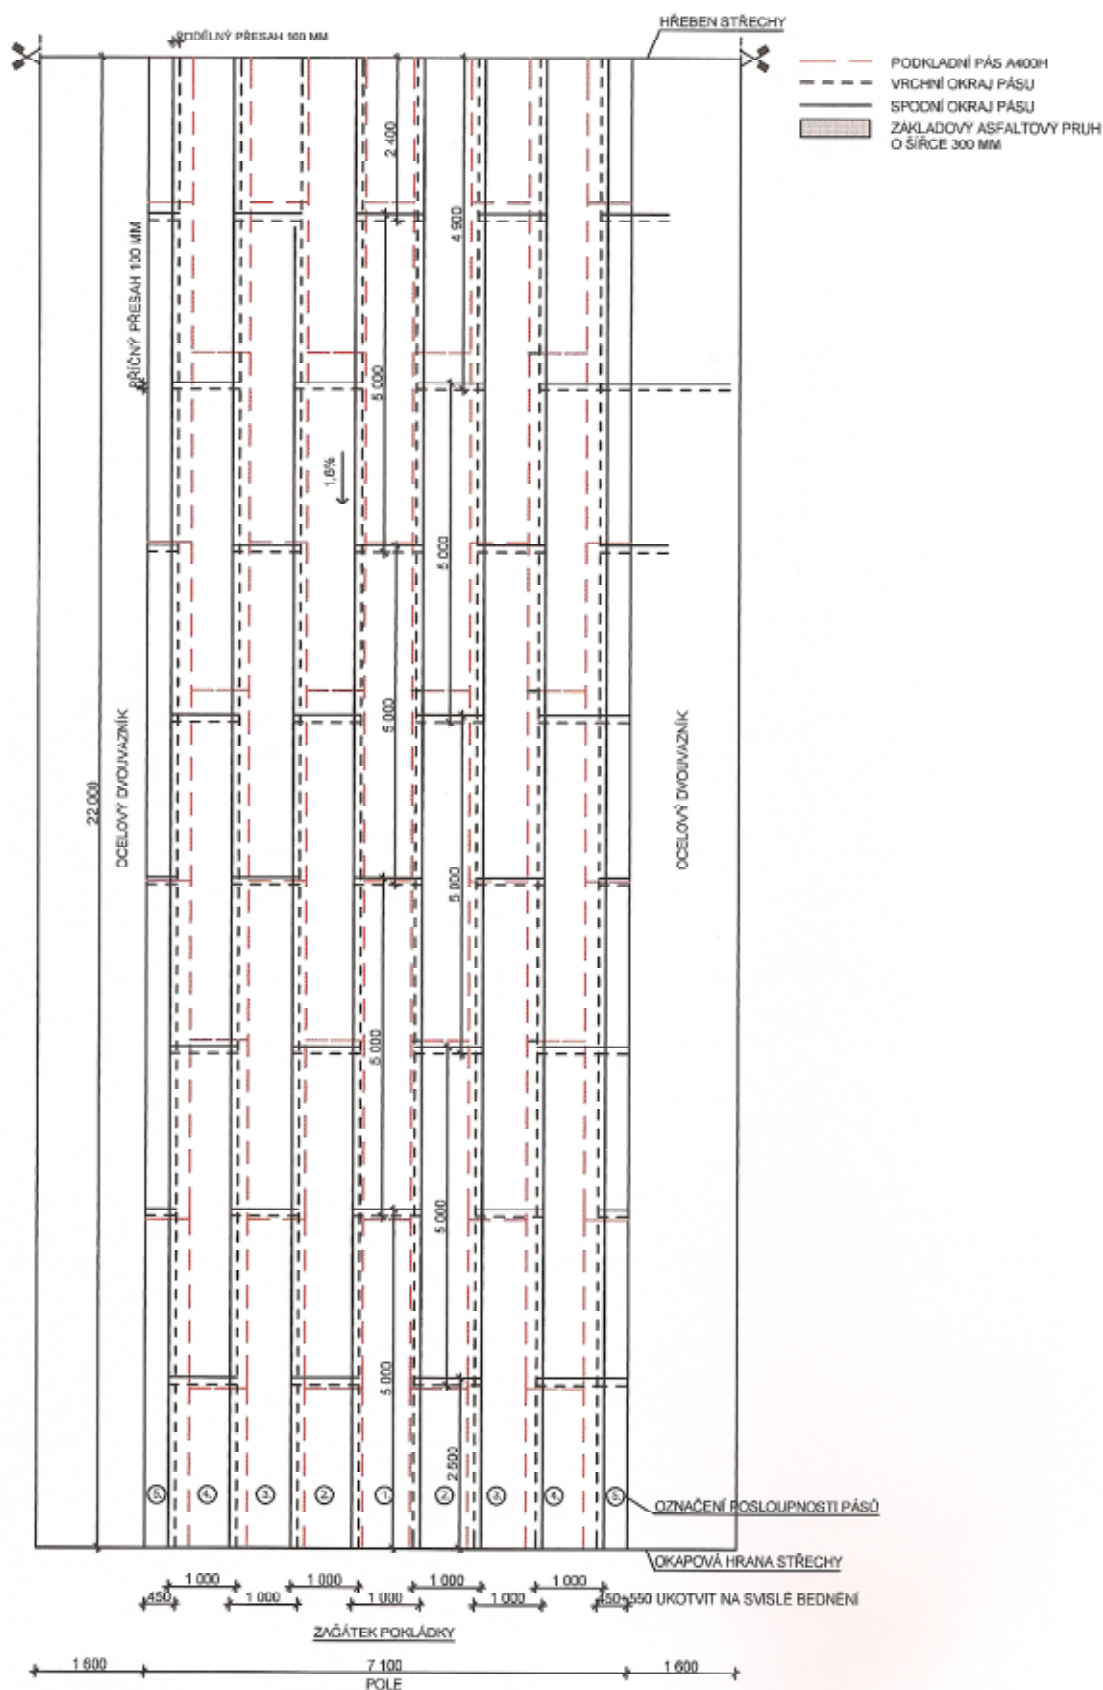 HŘEBEN STŘECHY
PODÉLNÝ PŘESAH 100 MM
PODKLADNÍ PÁS A400H
VRCHNÍ OKRAJ PÁSU
SPODNÍ OKRAJ PÁSU
ZÁKLADOVÝ ASFALTOVÝ PRUH
O ŠÍŘCE 300 MM
2 400
4 900
PŘÍČNÝ PŘESAH 100 MM
5 000
1,6%
5 000
5 000
22 000
OCELOVÝ DVOUVAZNÍK
OCELOVÝ DVOUVAZNÍK
5 000
5 000
5 000
5 000
2 500
5.
4.
3.
2.
1.
2.
3.
4.
5.
OZNAČENÍ POSLOUPNOSTI PÁSŮ
OKAPOVÁ HRANA STŘECHY
1 000
1 000
1 000
1 000
450
1 000
1 000
1 000
450+550 UKOTVIT NA SVISLÉ BEDNĚNÍ
ZAČÁTEK POKLÁDKY
1 600
7 100
1 600
POLE